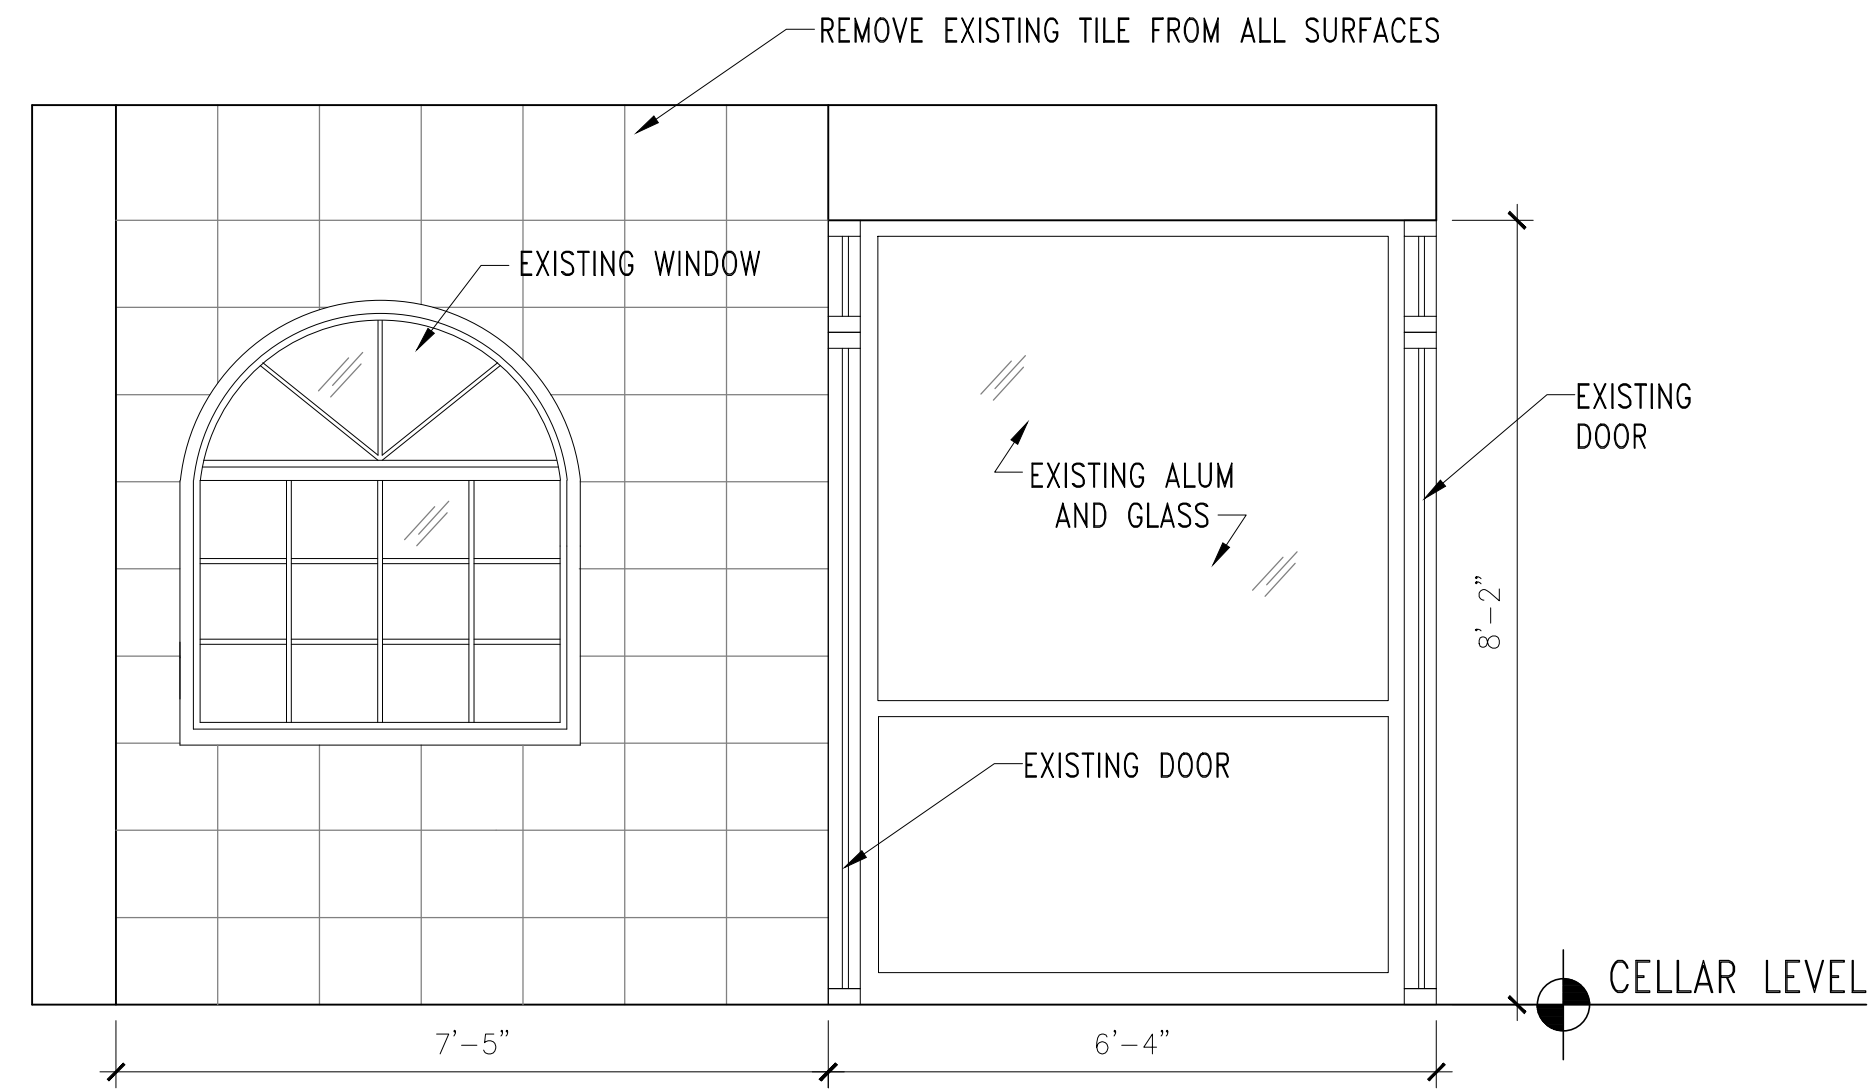 REMOVE EXISTING TILE FROM ALL SURFACES
EXISTING WINDOW
EXISTING
DOOR
EXISTING ALUM
AND GLASS
8'-2"
EXISTING DOOR
CELLAR LEVEL
7'-5"
6'-4"